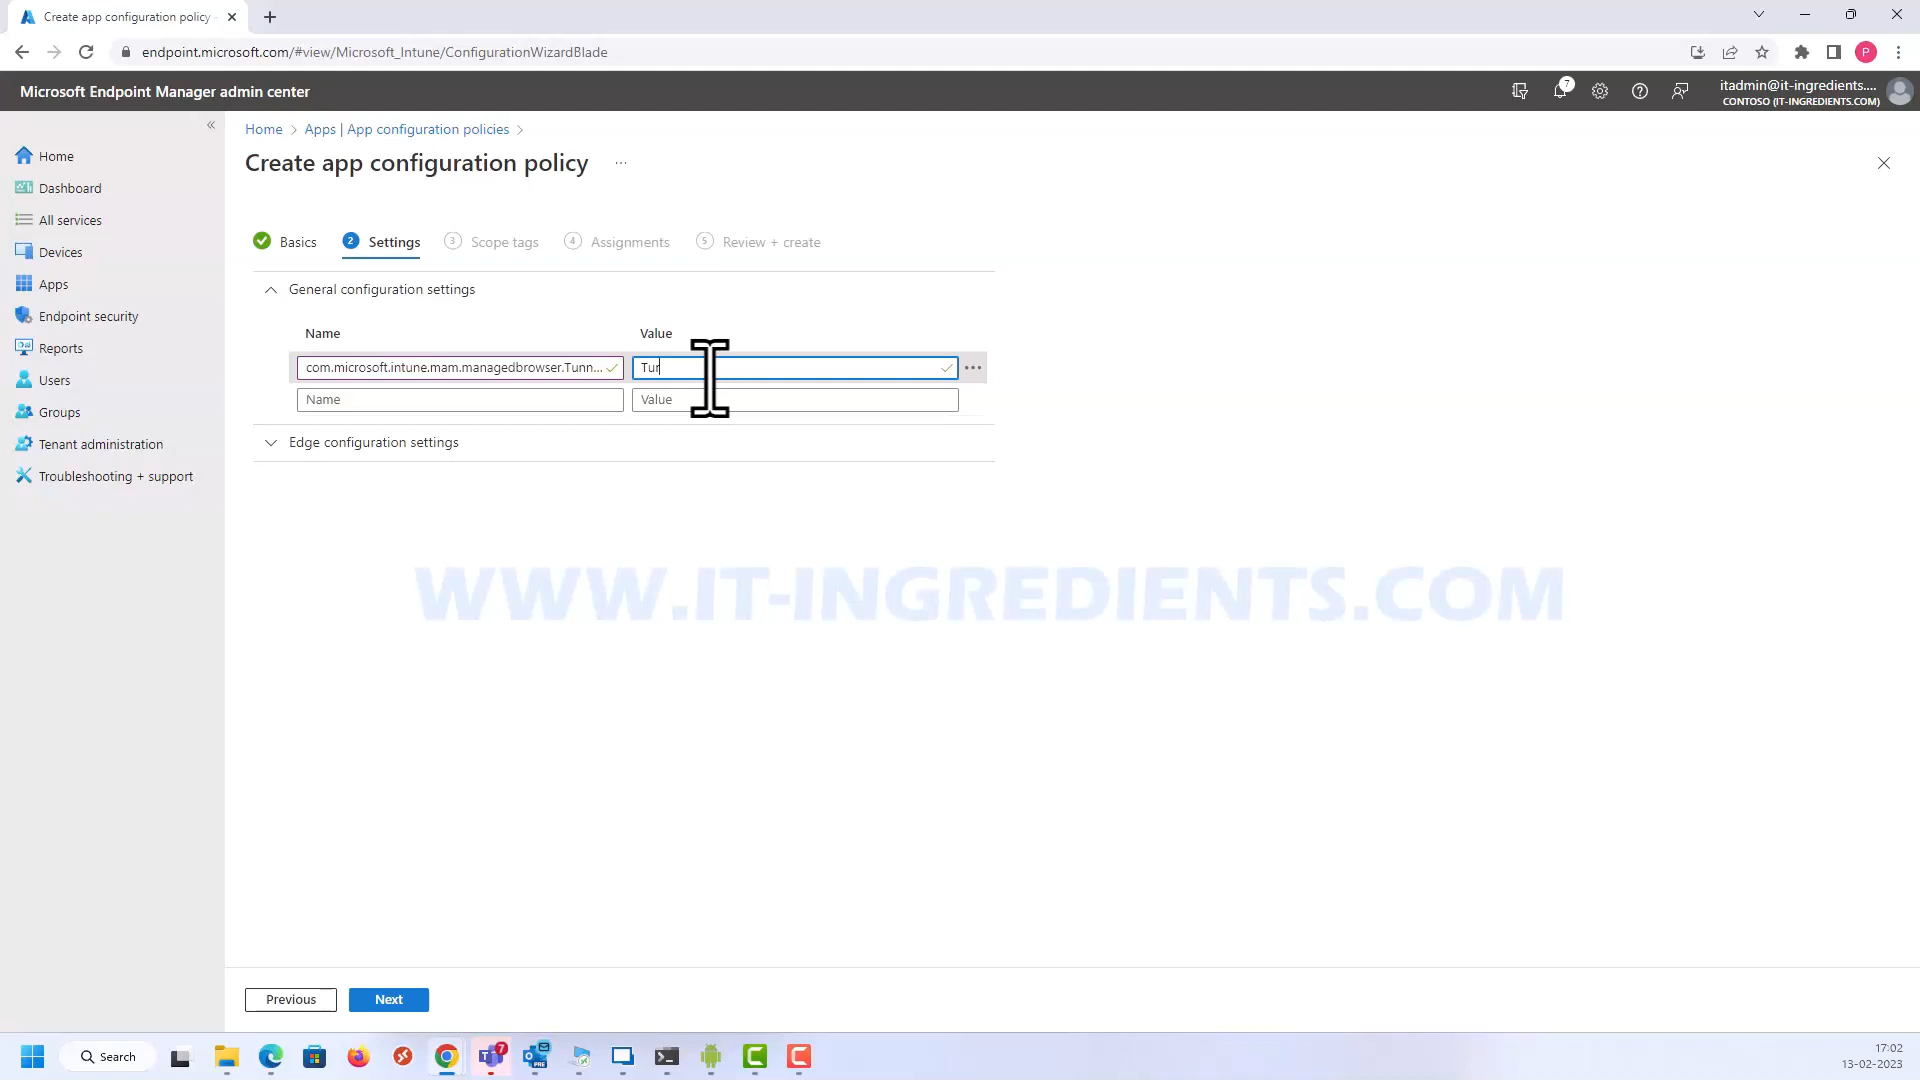 Create app configuration policy
endpoint.microsoft.com/#view/Microsoft_Intune/ConfigurationWizardBlade
P
Microsoft Endpoint Manager admin center
7
itadmin@it-ingredients....
CONTOSO (IT-INGREDIENTS.COM)
Home > Apps | App configuration policies >
Create app configuration policy ...
Home
Dashboard
All services
Devices
Apps
Endpoint security
Reports
Users
Groups
Tenant administration
Troubleshooting + support
Basics
2 Settings
3 Scope tags
4 Assignments
5 Review + create
General configuration settings
Name Value
com.microsoft.intune.mam.managedbrowser.Tunn... Tur
Name Value
Edge configuration settings
WWW.IT-INGREDIENTS.COM
Previous Next
Search
7
PRE
17:02
13-02-2023